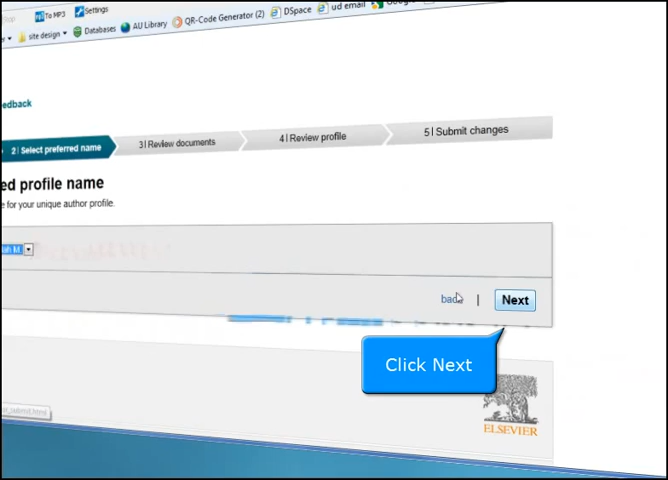 To MP3 Settings
site design Databases AU Library QR-Code Generator (2) DSpace ud email
edback
2 | Select preferred name 3 | Review documents 4 | Review profile 5 | Submit changes
ed profile name
e for your unique author profile.
back | Next
Click Next
ELSEVIER